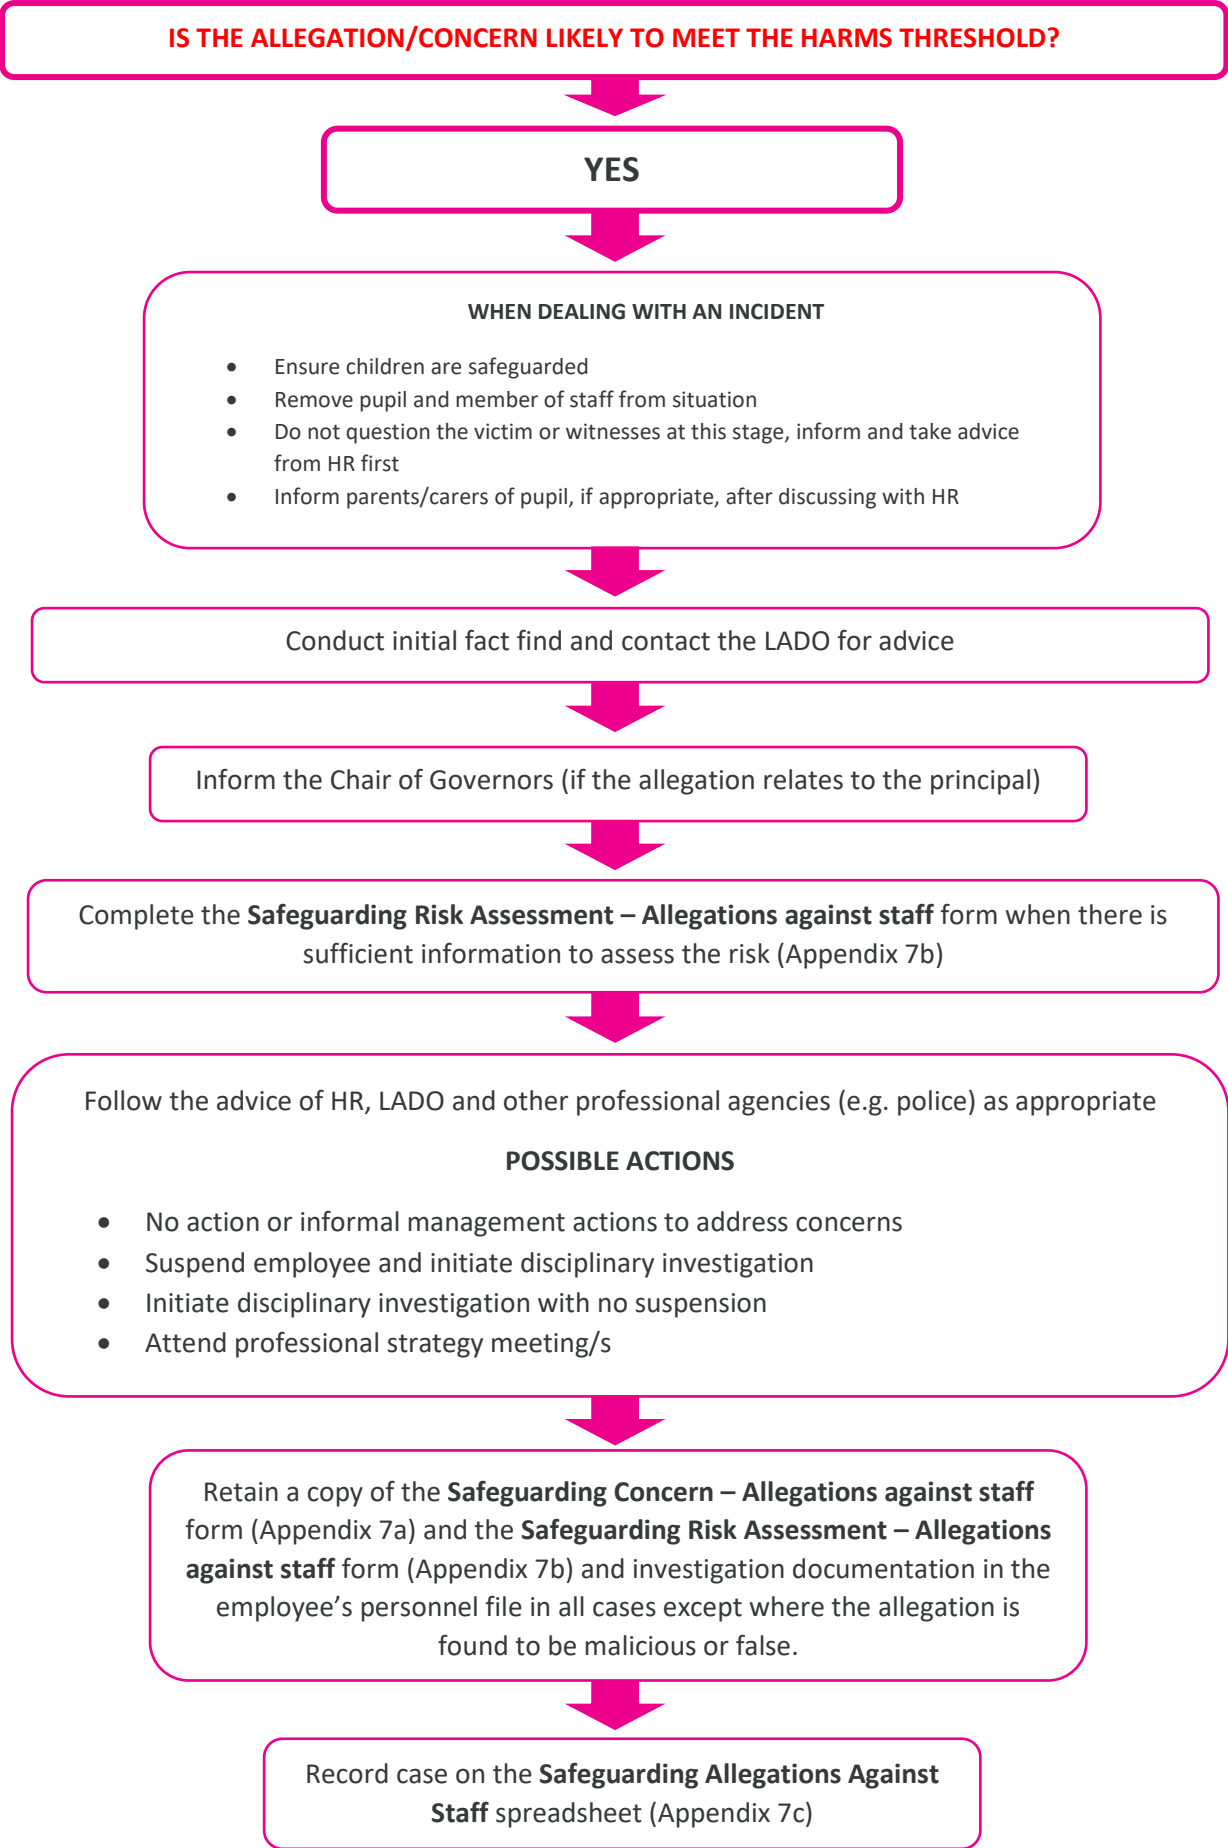 IS THE ALLEGATION/CONCERN LIKELY TO MEET THE HARMS THRESHOLD?
YES
WHEN DEALING WITH AN INCIDENT
• Ensure children are safeguarded
• Remove pupil and member of staff from situation
• Do not question the victim or witnesses at this stage, inform and take advice
from HR first
• Inform parents/carers of pupil, if appropriate, after discussing with HR
Conduct initial fact find and contact the LADO for advice
Inform the Chair of Governors (if the allegation relates to the principal)
Complete the Safeguarding Risk Assessment – Allegations against staff form when there is
sufficient information to assess the risk (Appendix 7b)
Follow the advice of HR, LADO and other professional agencies (e.g. police) as appropriate
POSSIBLE ACTIONS
• No action or informal management actions to address concerns
• Suspend employee and initiate disciplinary investigation
• Initiate disciplinary investigation with no suspension
• Attend professional strategy meeting/s
Retain a copy of the Safeguarding Concern – Allegations against staff
form (Appendix 7a) and the Safeguarding Risk Assessment – Allegations
against staff form (Appendix 7b) and investigation documentation in the
employee’s personnel file in all cases except where the allegation is
found to be malicious or false.
Record case on the Safeguarding Allegations Against
Staff spreadsheet (Appendix 7c)